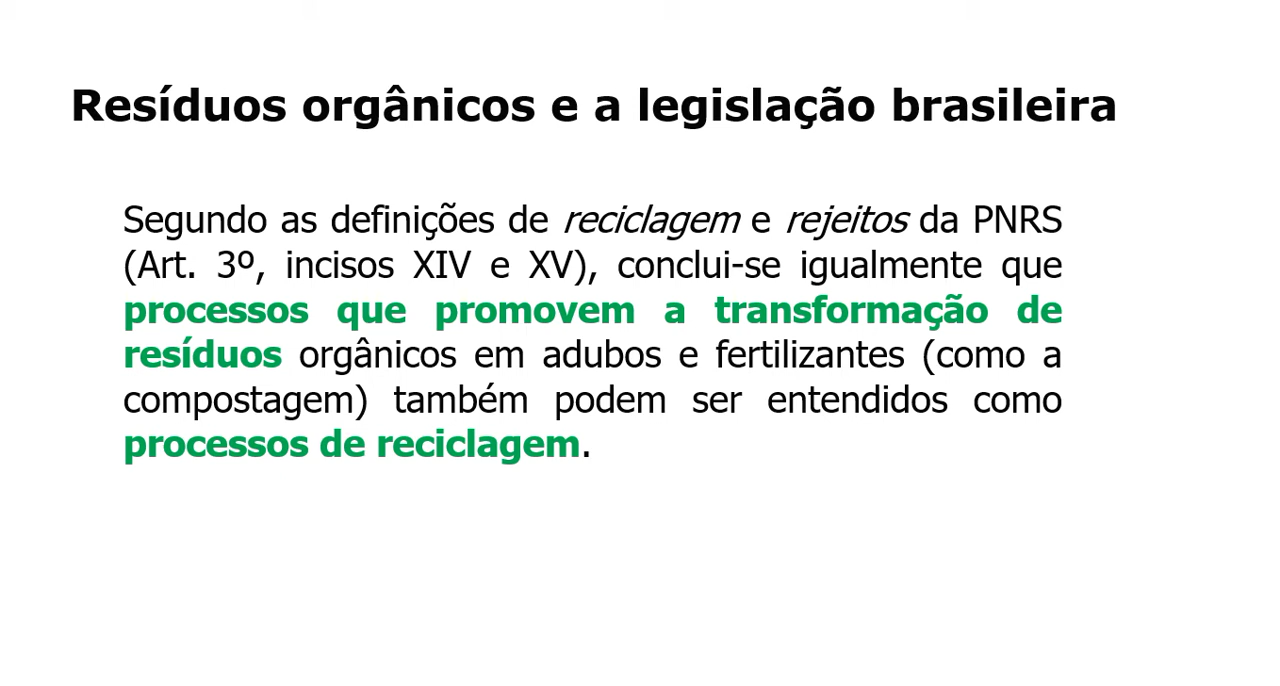 Resíduos orgânicos e a legislação brasileira
Segundo as definições de reciclagem e rejeitos da PNRS
(Art. 3º, incisos XIV e XV), conclui-se igualmente que
processos que promovem a transformação de
resíduos orgânicos em adubos e fertilizantes (como a
compostagem) também podem ser entendidos como
processos de reciclagem.